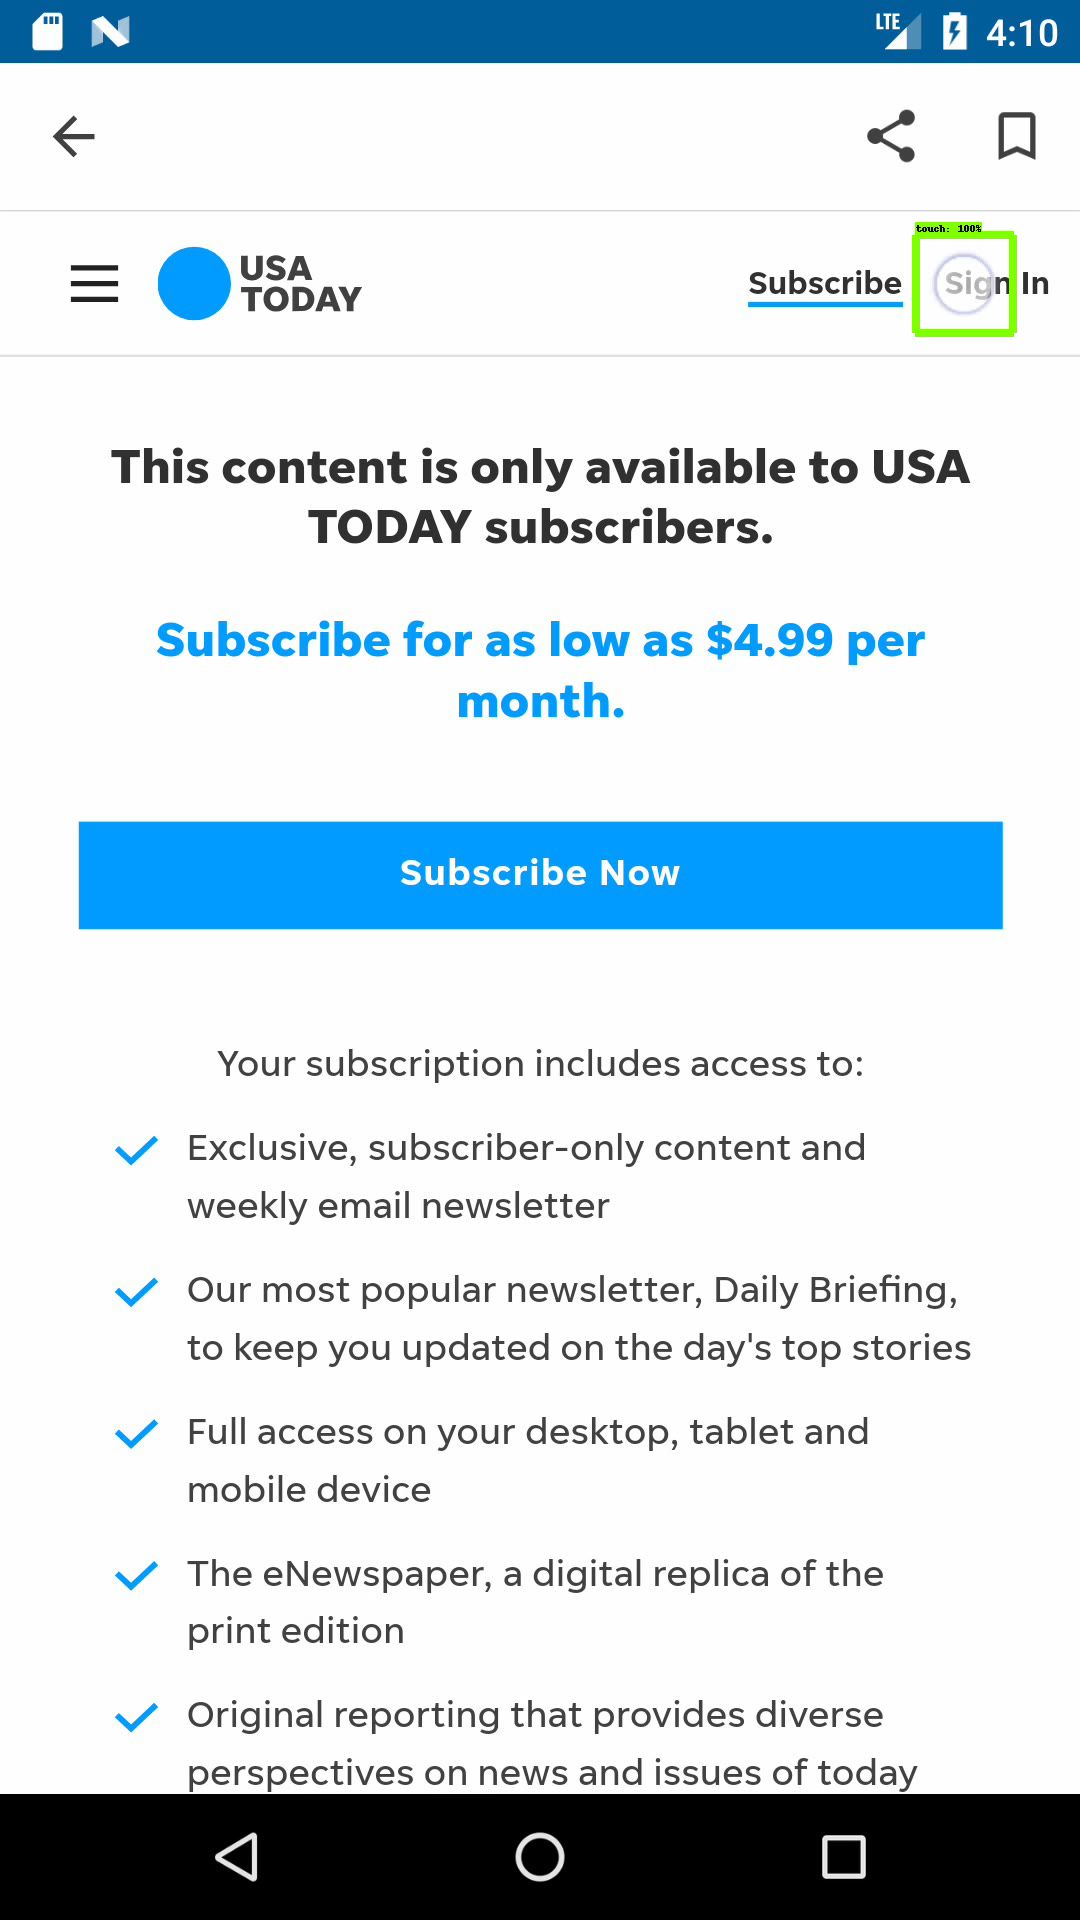 LTE 4:10
touch: 100%
USA
TODAY
Subscribe Sign In
This content is only available to USA
TODAY subscribers.
Subscribe for as low as $4.99 per
month.
Subscribe Now
Your subscription includes access to:
Exclusive, subscriber-only content and
weekly email newsletter
Our most popular newsletter, Daily Briefing,
to keep you updated on the day's top stories
Full access on your desktop, tablet and
mobile device
The eNewspaper, a digital replica of the
print edition
Original reporting that provides diverse
perspectives on news and issues of today